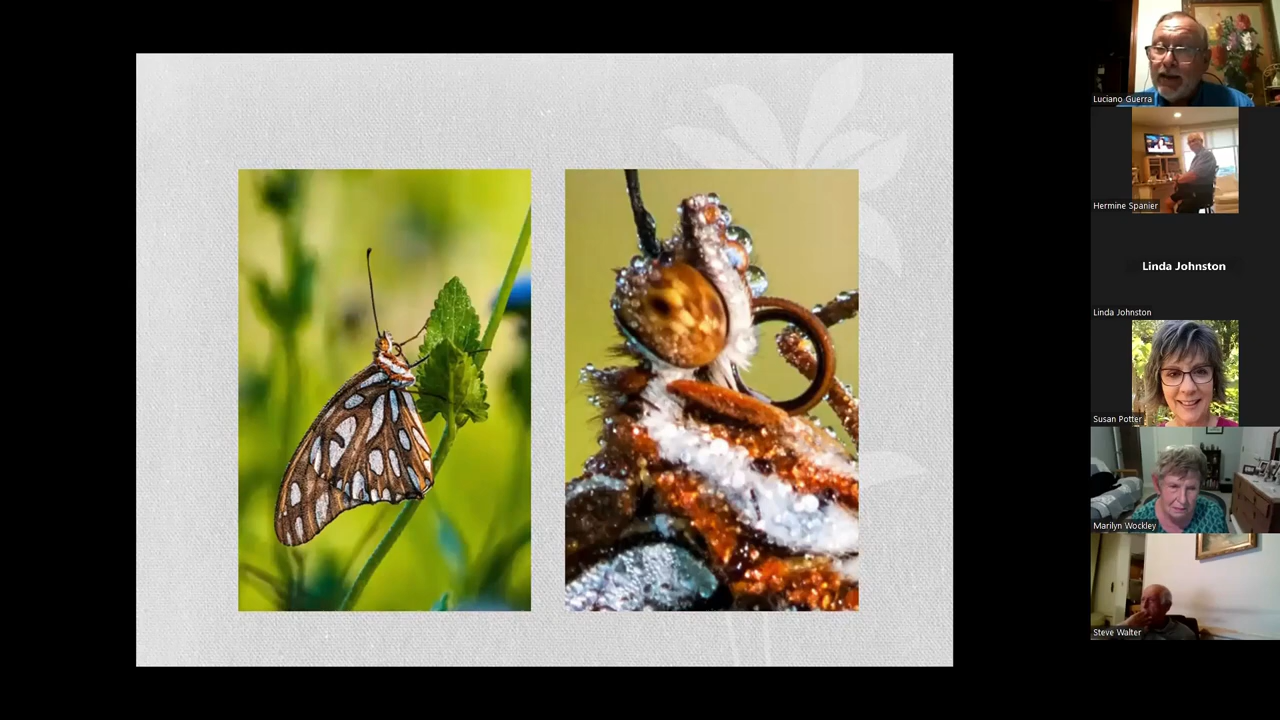 Luciano Guerra
Hermine Spanier
Linda Johnston
Linda Johnston
Susan Potter
Marilyn Wockley
Steve Walter